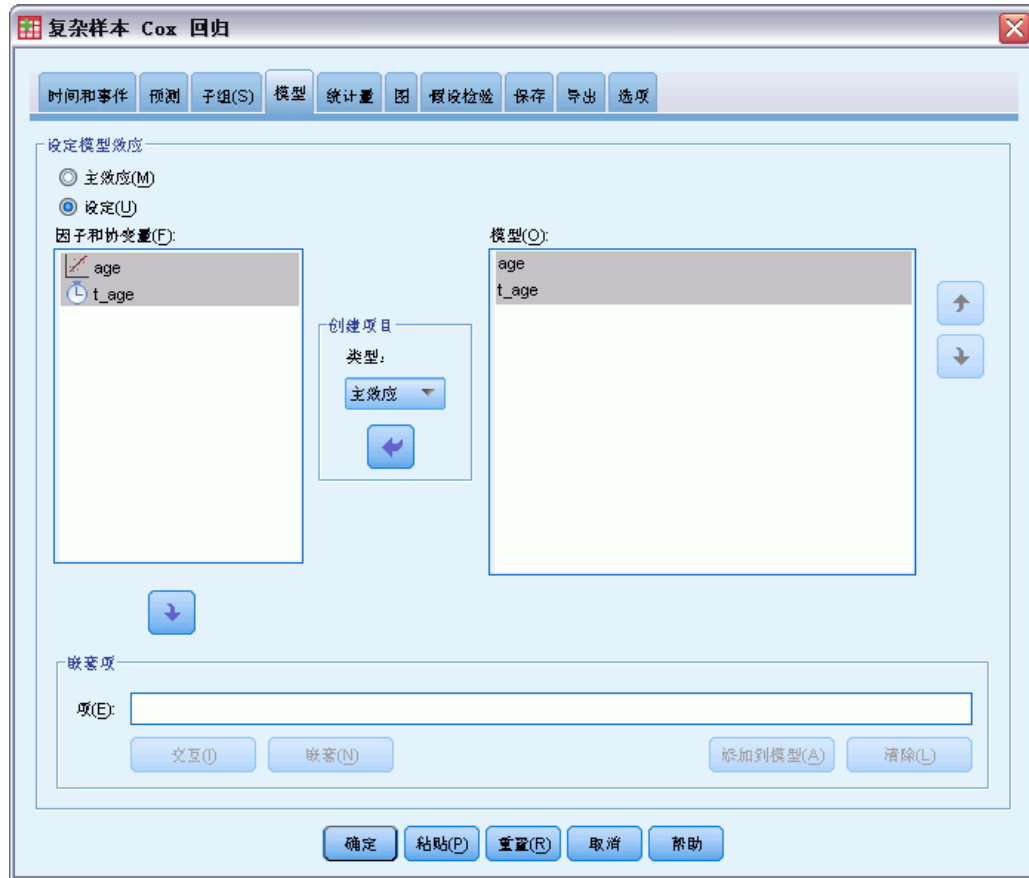 复杂样本 Cox 回归
时间和事件 预测 子组(S) 模型 统计量 图 假设检验 保存 导出 选项
设定模型效应
主效应(M)
设定(U)
因子和协变量(F):
age
t_age
创建项目
类型:
主效应
模型(O):
age
t_age
嵌套项
项(E):
交互(I) 嵌套(N) 添加到模型(A) 清除(L)
确定 粘贴(P) 重置(R) 取消 帮助